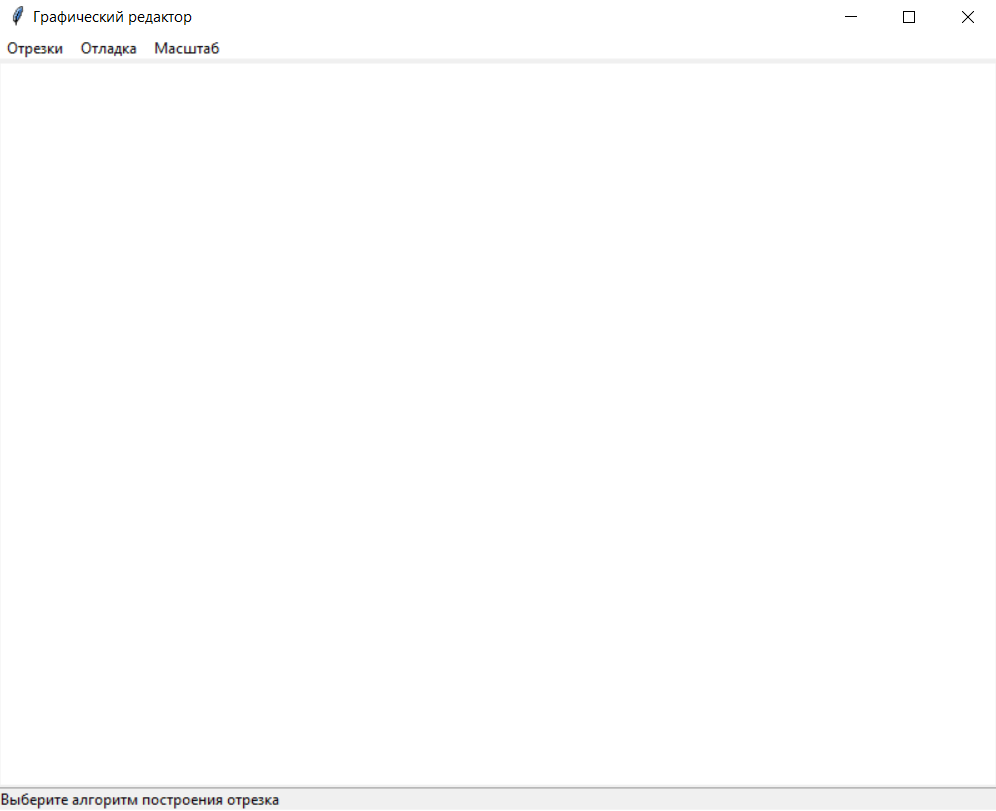 Графический редактор
Отрезки Отладка Масштаб
Выберите алгоритм построения отрезка